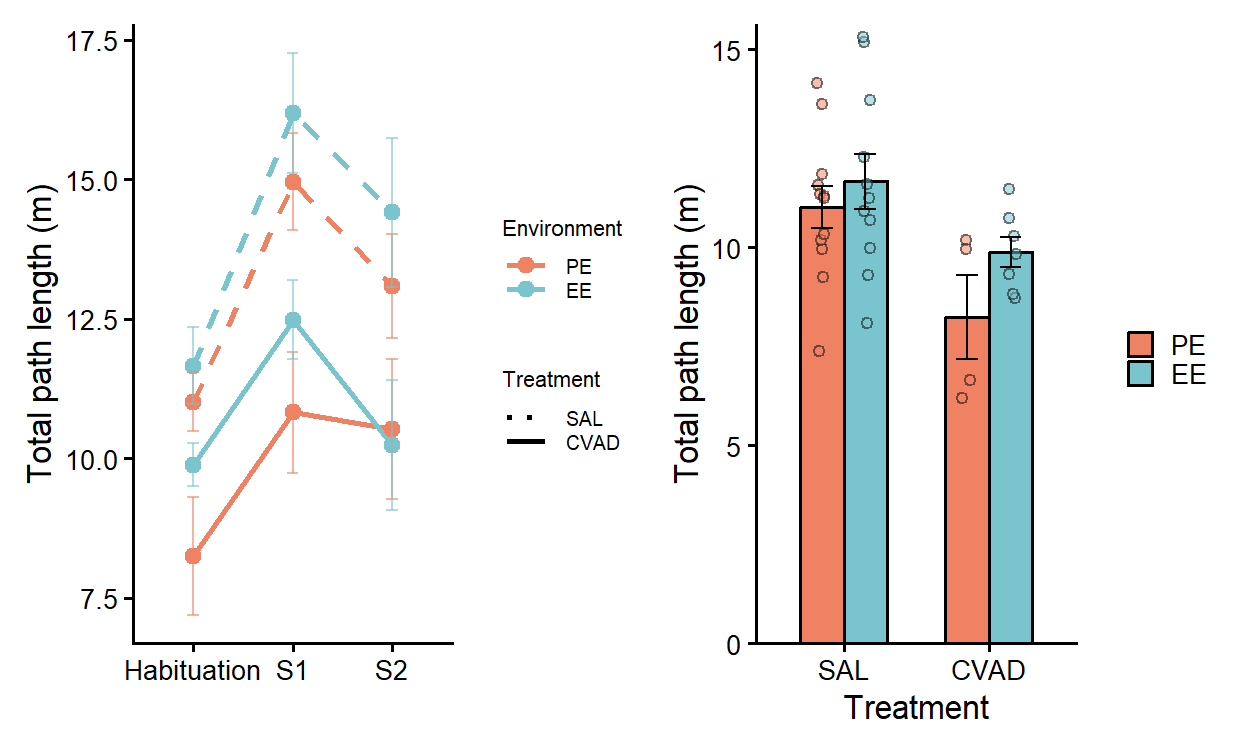 Total path length (m)
17.5
15.0
12.5
10.0
7.5
Habituation S1 S2
Environment
PE
EE
Treatment
SAL
CVAD
Total path length (m)
15
10
5
0
SAL CVAD
Treatment
PE
EE